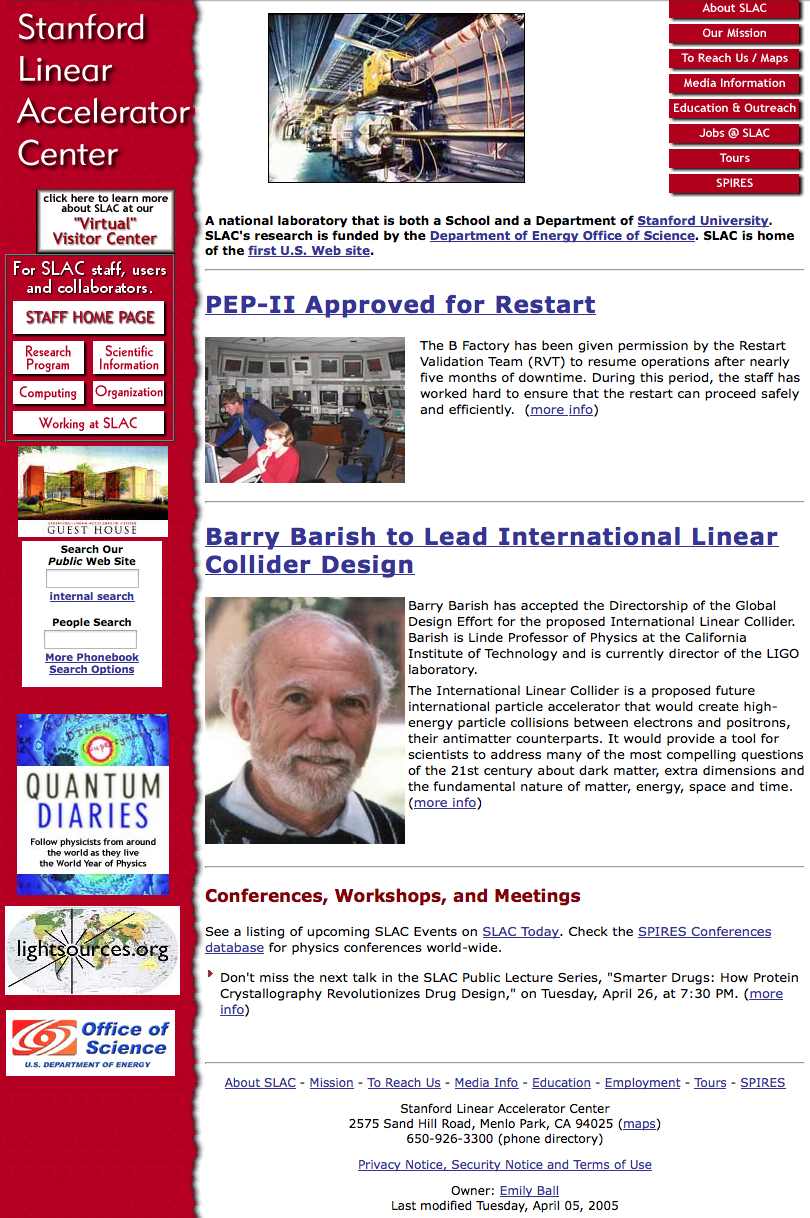 Stanford
Linear
Accelerator
Center
click here to learn more
about SLAC at our
"Virtual"
Visitor Center
For SLAC staff, users
and collaborators.
STAFF HOME PAGE
Research
Program
Scientific
Information
Computing
Organization
Working at SLAC
STANFORD LINEAR ACCELERATOR CENTER
GUEST HOUSE
Search Our
Public Web Site
internal search
People Search
More Phonebook
Search Options
DIMENSION
Supersymmetry
QUANTUM
DIARIES
Follow physicists from around
the world as they live
the World Year of Physics
lightsources.org
Office of
Science
U.S. DEPARTMENT OF ENERGY
About SLAC
Our Mission
To Reach Us / Maps
Media Information
Education & Outreach
Jobs @ SLAC
Tours
SPIRES
A national laboratory that is both a School and a Department of Stanford University.
SLAC's research is funded by the Department of Energy Office of Science. SLAC is home
of the first U.S. Web site.
PEP-II Approved for Restart
The B Factory has been given permission by the Restart
Validation Team (RVT) to resume operations after nearly
five months of downtime. During this period, the staff has
worked hard to ensure that the restart can proceed safely
and efficiently. (more info)
Barry Barish to Lead International Linear
Collider Design
Barry Barish has accepted the Directorship of the Global
Design Effort for the proposed International Linear Collider.
Barish is Linde Professor of Physics at the California
Institute of Technology and is currently director of the LIGO
laboratory.
The International Linear Collider is a proposed future
international particle accelerator that would create high-
energy particle collisions between electrons and positrons,
their antimatter counterparts. It would provide a tool for
scientists to address many of the most compelling questions
of the 21st century about dark matter, extra dimensions and
the fundamental nature of matter, energy, space and time.
(more info)
Conferences, Workshops, and Meetings
See a listing of upcoming SLAC Events on SLAC Today. Check the SPIRES Conferences
database for physics conferences world-wide.
Don't miss the next talk in the SLAC Public Lecture Series, "Smarter Drugs: How Protein
Crystallography Revolutionizes Drug Design," on Tuesday, April 26, at 7:30 PM. (more
info)
About SLAC - Mission - To Reach Us - Media Info - Education - Employment - Tours - SPIRES
Stanford Linear Accelerator Center
2575 Sand Hill Road, Menlo Park, CA 94025 (maps)
650-926-3300 (phone directory)
Privacy Notice, Security Notice and Terms of Use
Owner: Emily Ball
Last modified Tuesday, April 05, 2005